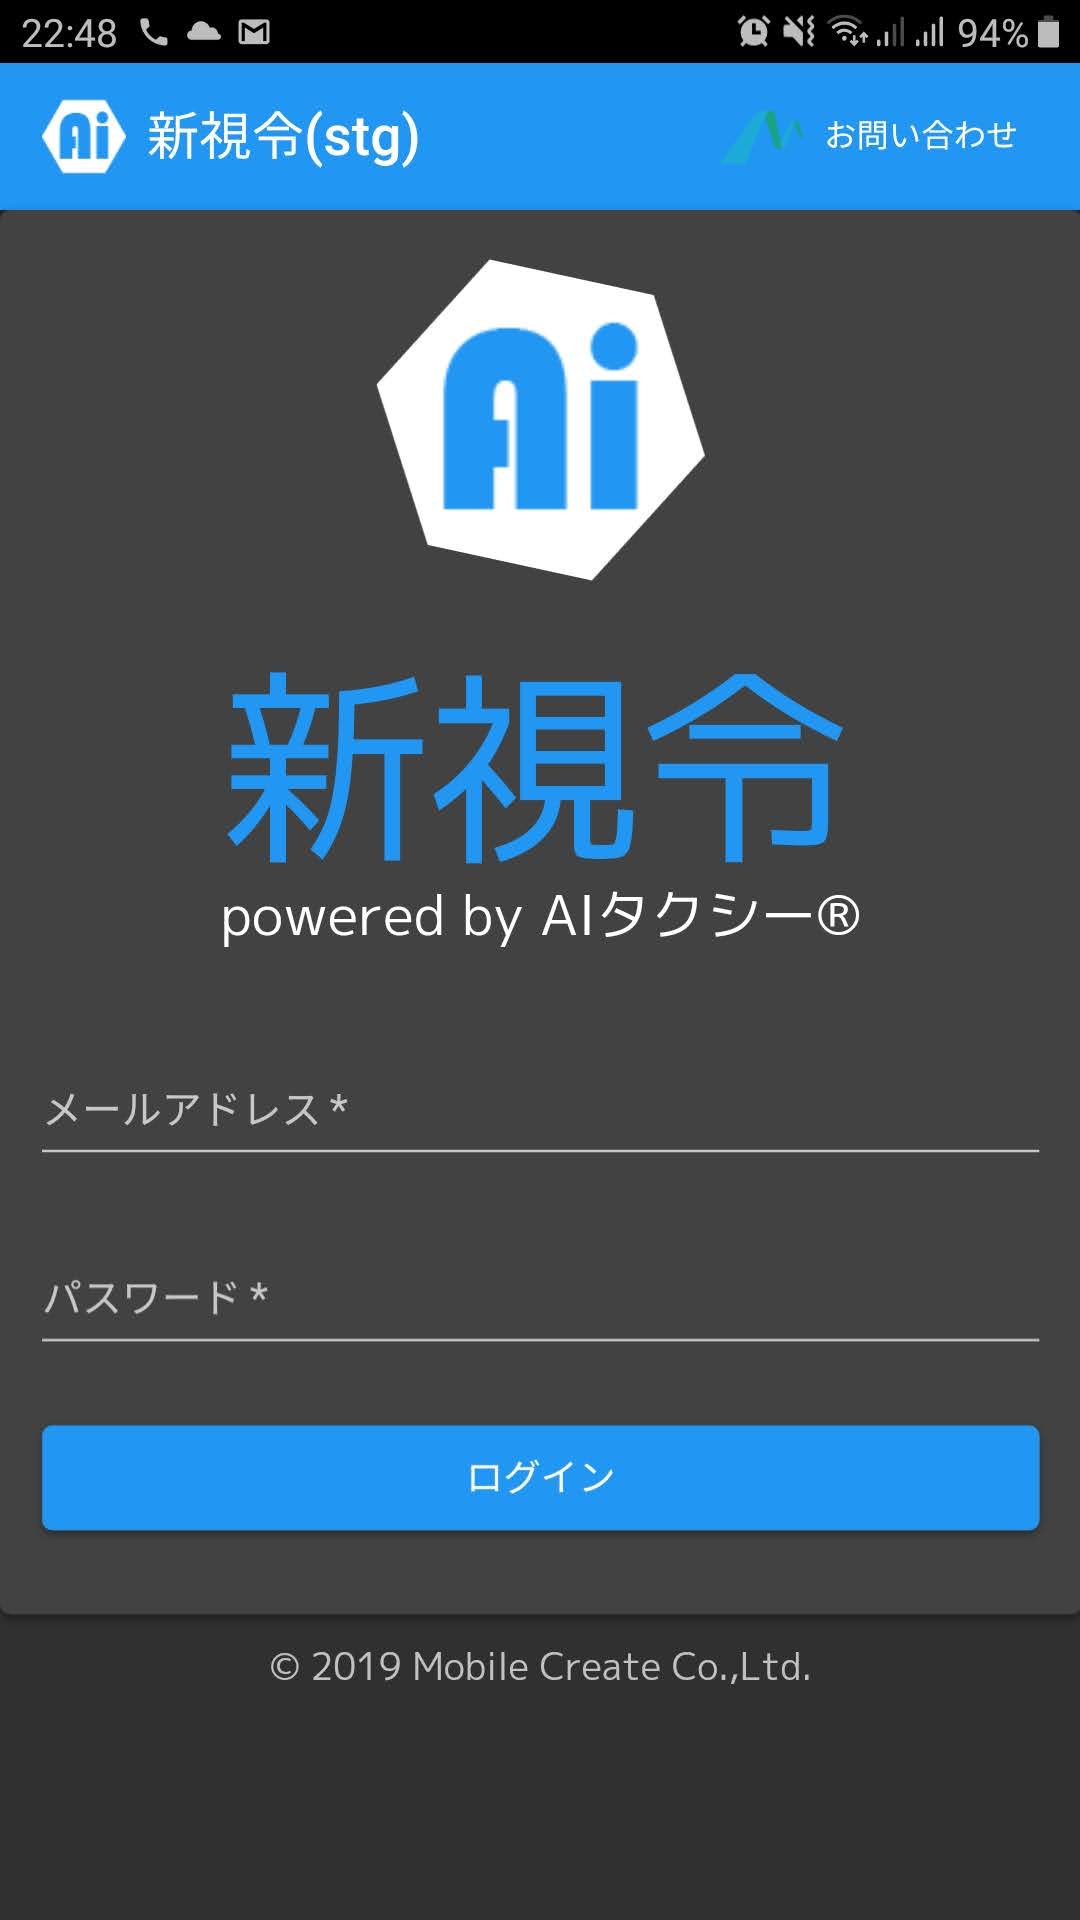 22:48 94%
Ai 新視令(stg) お問い合わせ
Ai
新視令
powered by AIタクシー®
メールアドレス *
パスワード *
ログイン
© 2019 Mobile Create Co.,Ltd.